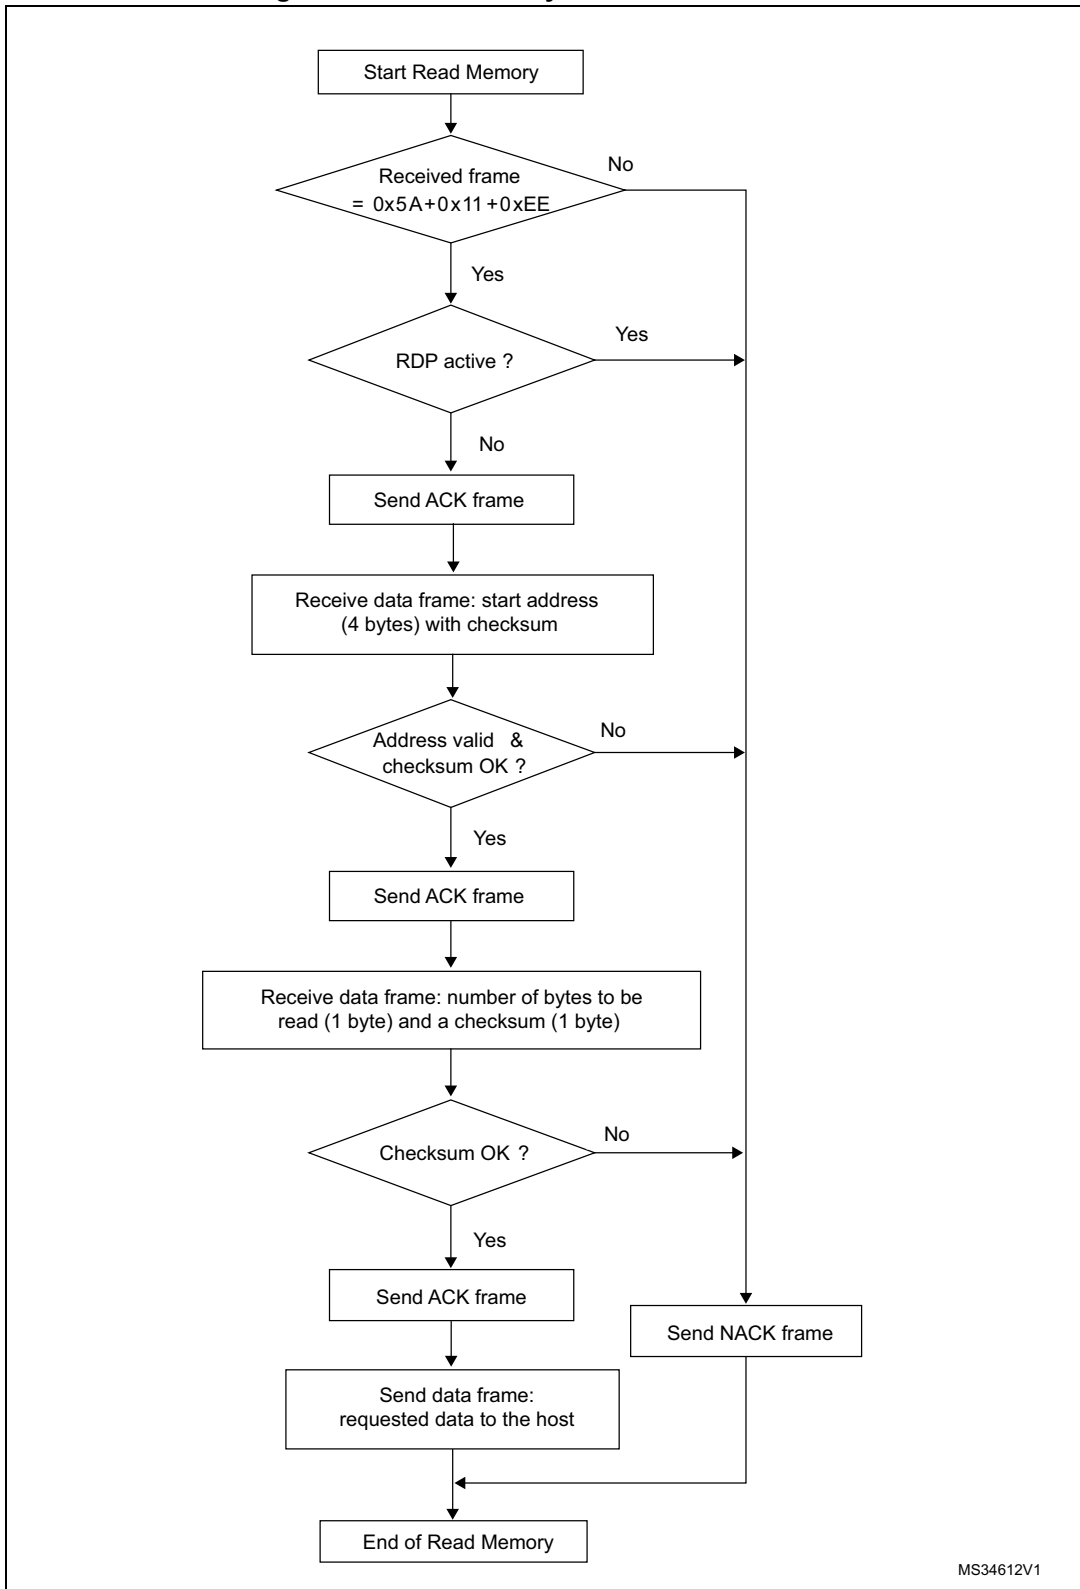 Start Read Memory
No
Received frame
= 0x5A+0x11+0xEE
Yes
Yes
RDP active ?
No
Send ACK frame
Receive data frame: start address
(4 bytes) with checksum
No
Address valid &
checksum OK ?
Yes
Send ACK frame
Receive data frame: number of bytes to be
read (1 byte) and a checksum (1 byte)
No
Checksum OK ?
Yes
Send ACK frame
Send NACK frame
Send data frame:
requested data to the host
End of Read Memory
MS34612V1